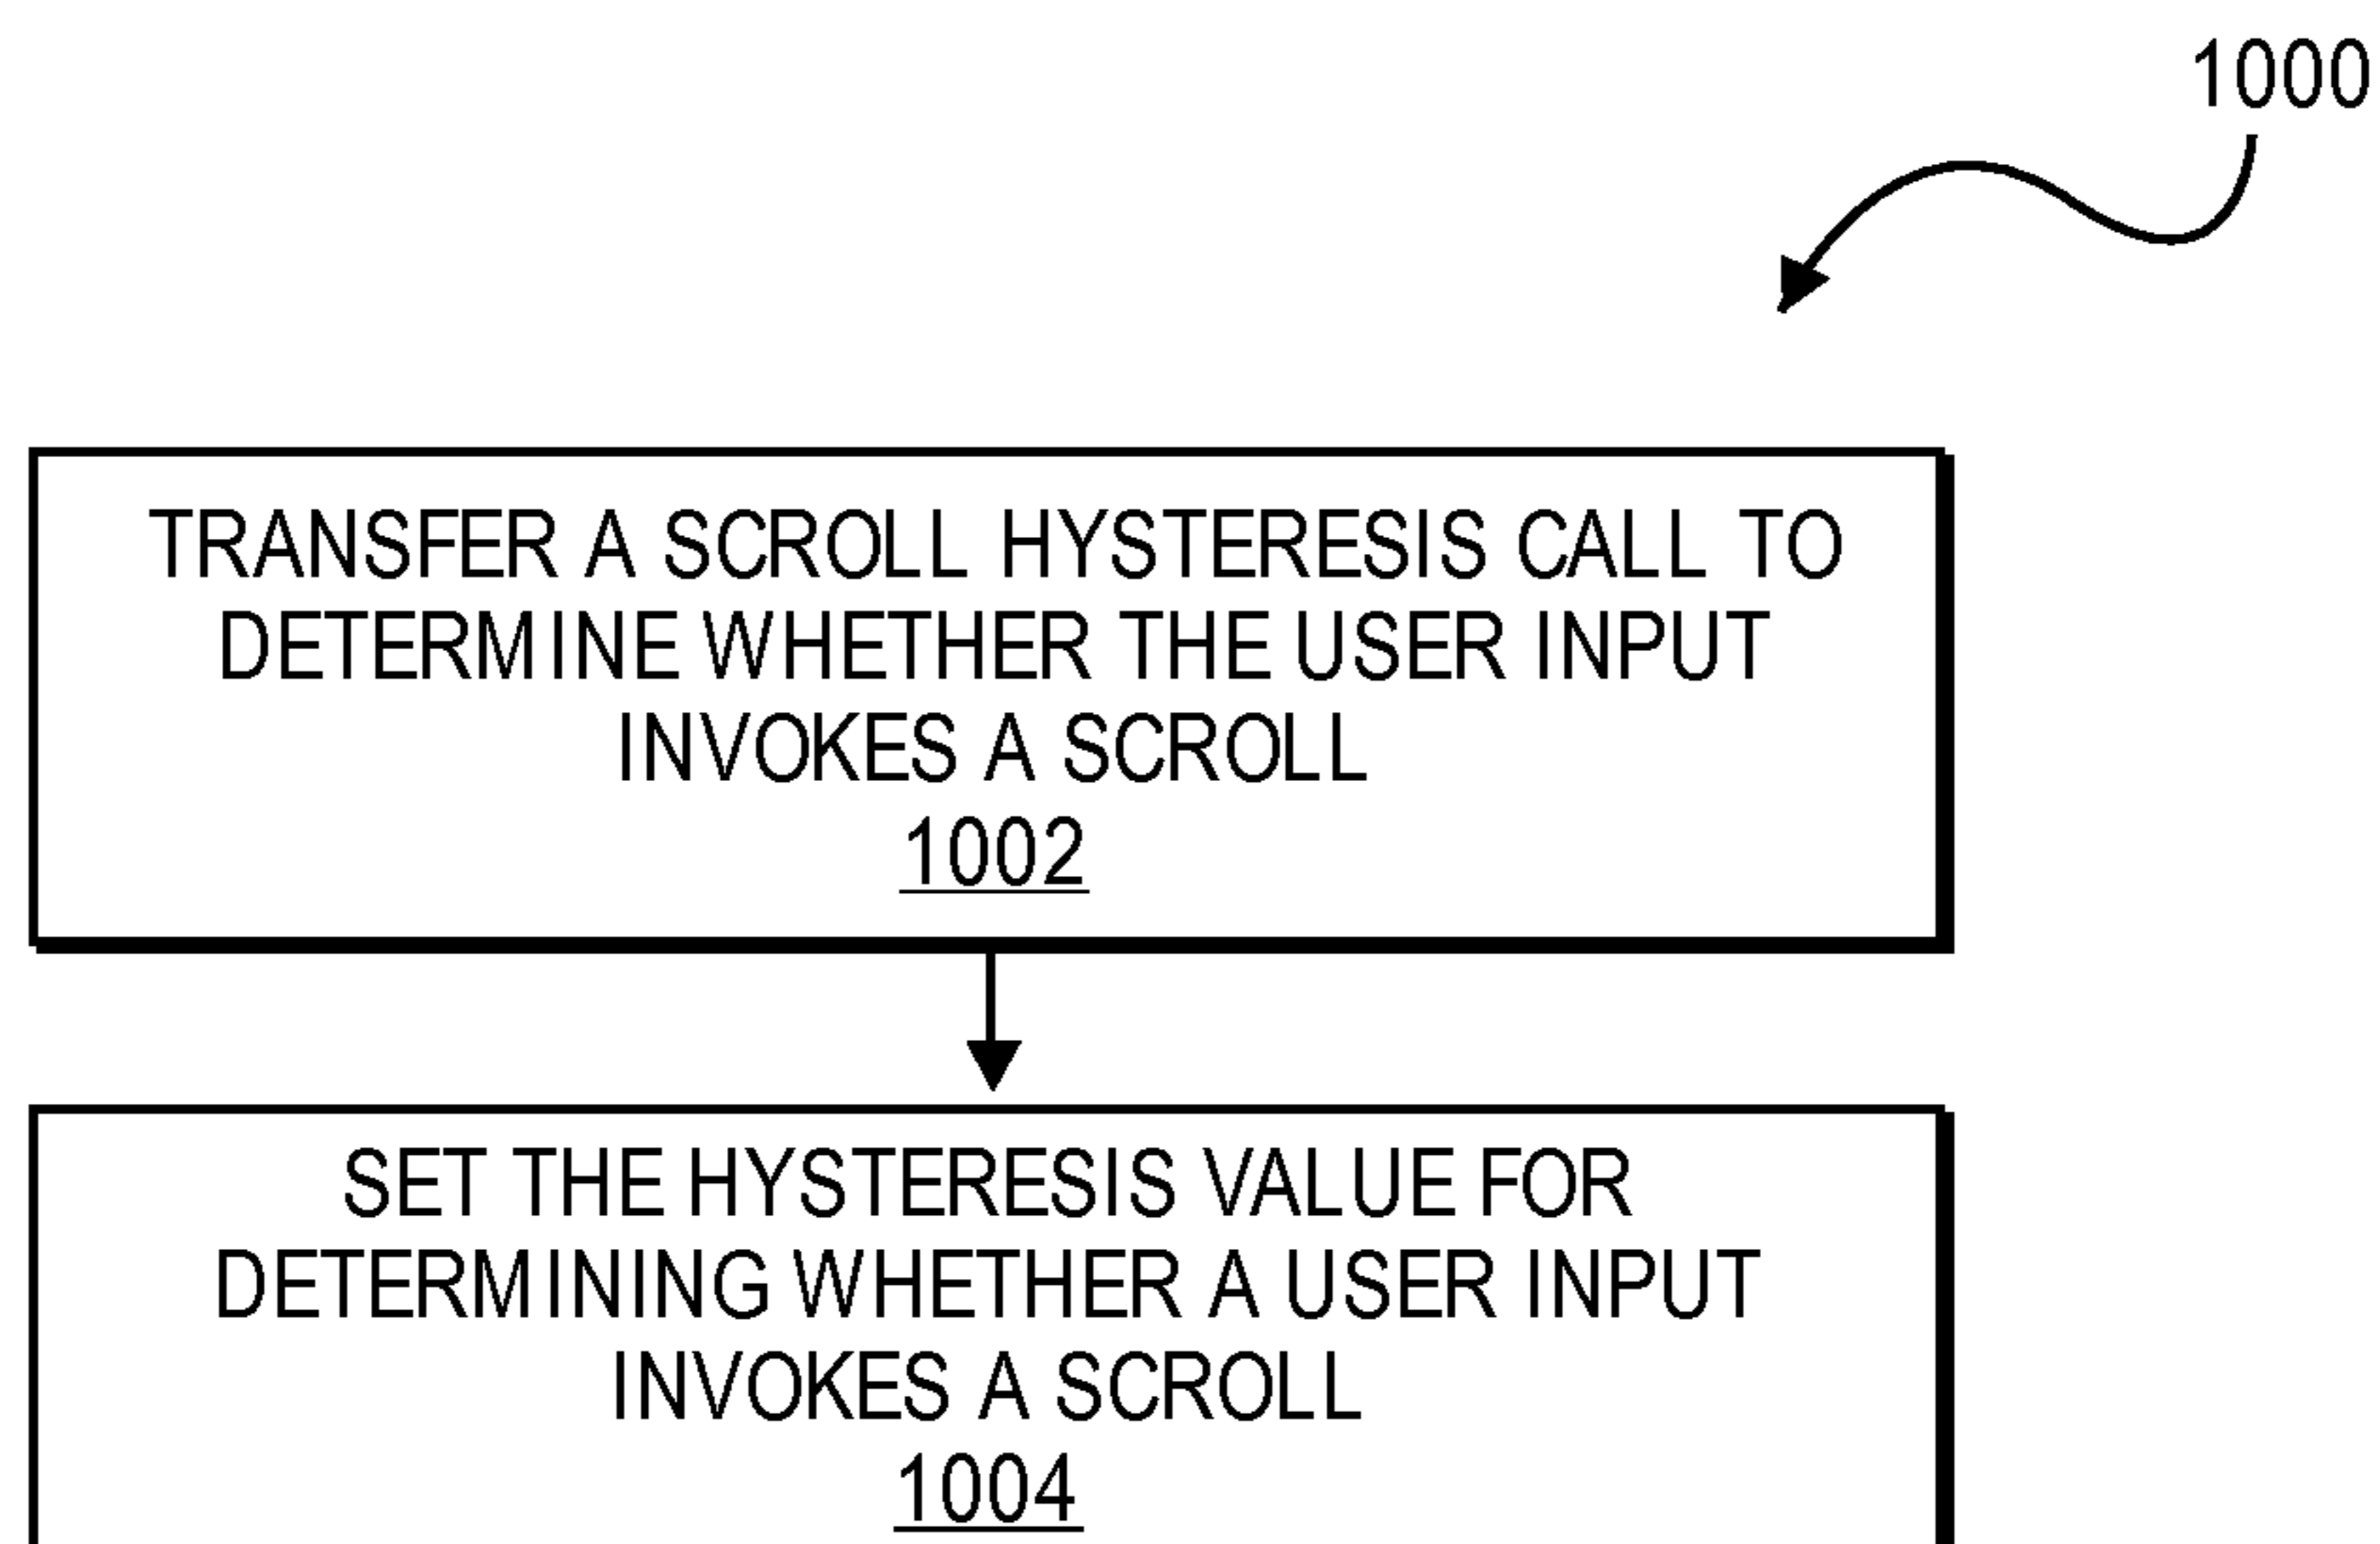 1000
TRANSFER A SCROLL HYSTERESIS CALL TO
DETERMINE WHETHER THE USER INPUT
INVOKES A SCROLL
1002
SET THE HYSTERESIS VALUE FOR
DETERMINING WHETHER A USER INPUT
INVOKES A SCROLL
1004